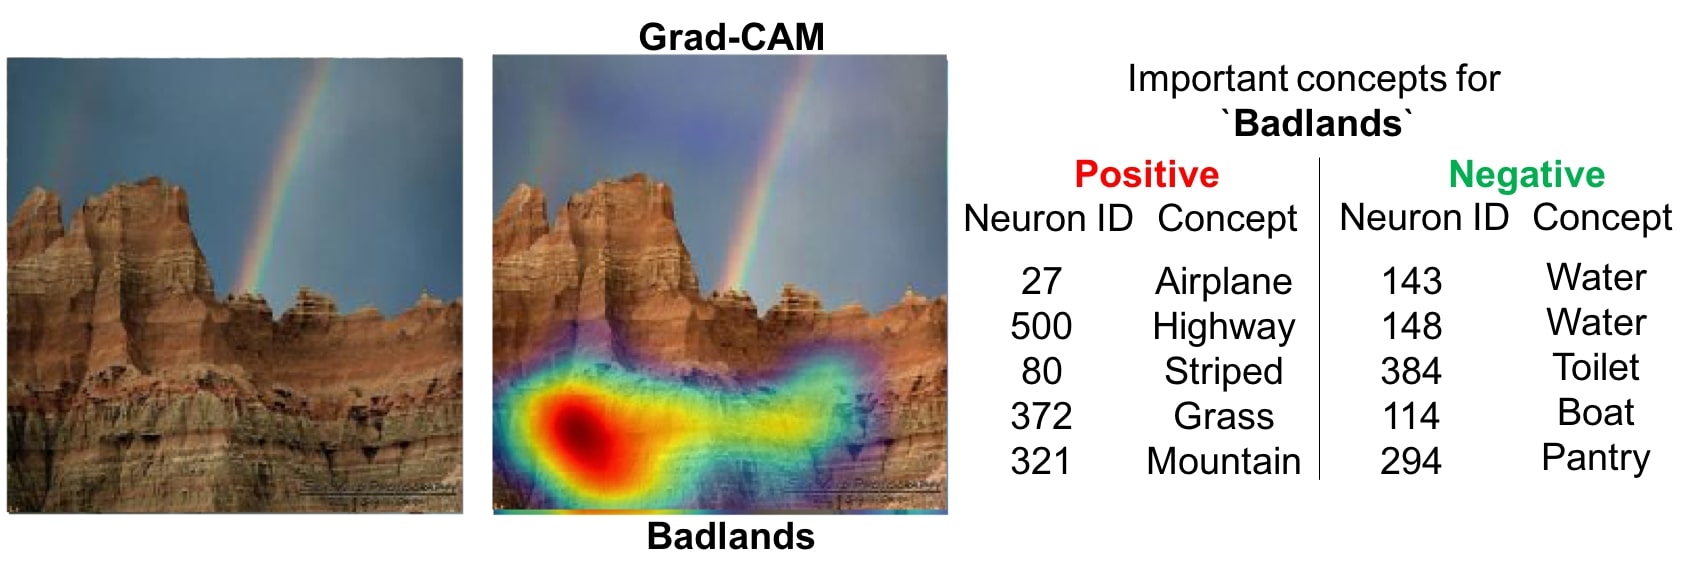 Grad-CAM
Badlands
Important concepts for
`Badlands`
Positive Negative
Neuron ID Concept Neuron ID Concept
27 Airplane 143 Water
500 Highway 148 Water
80 Striped 384 Toilet
372 Grass 114 Boat
321 Mountain 294 Pantry